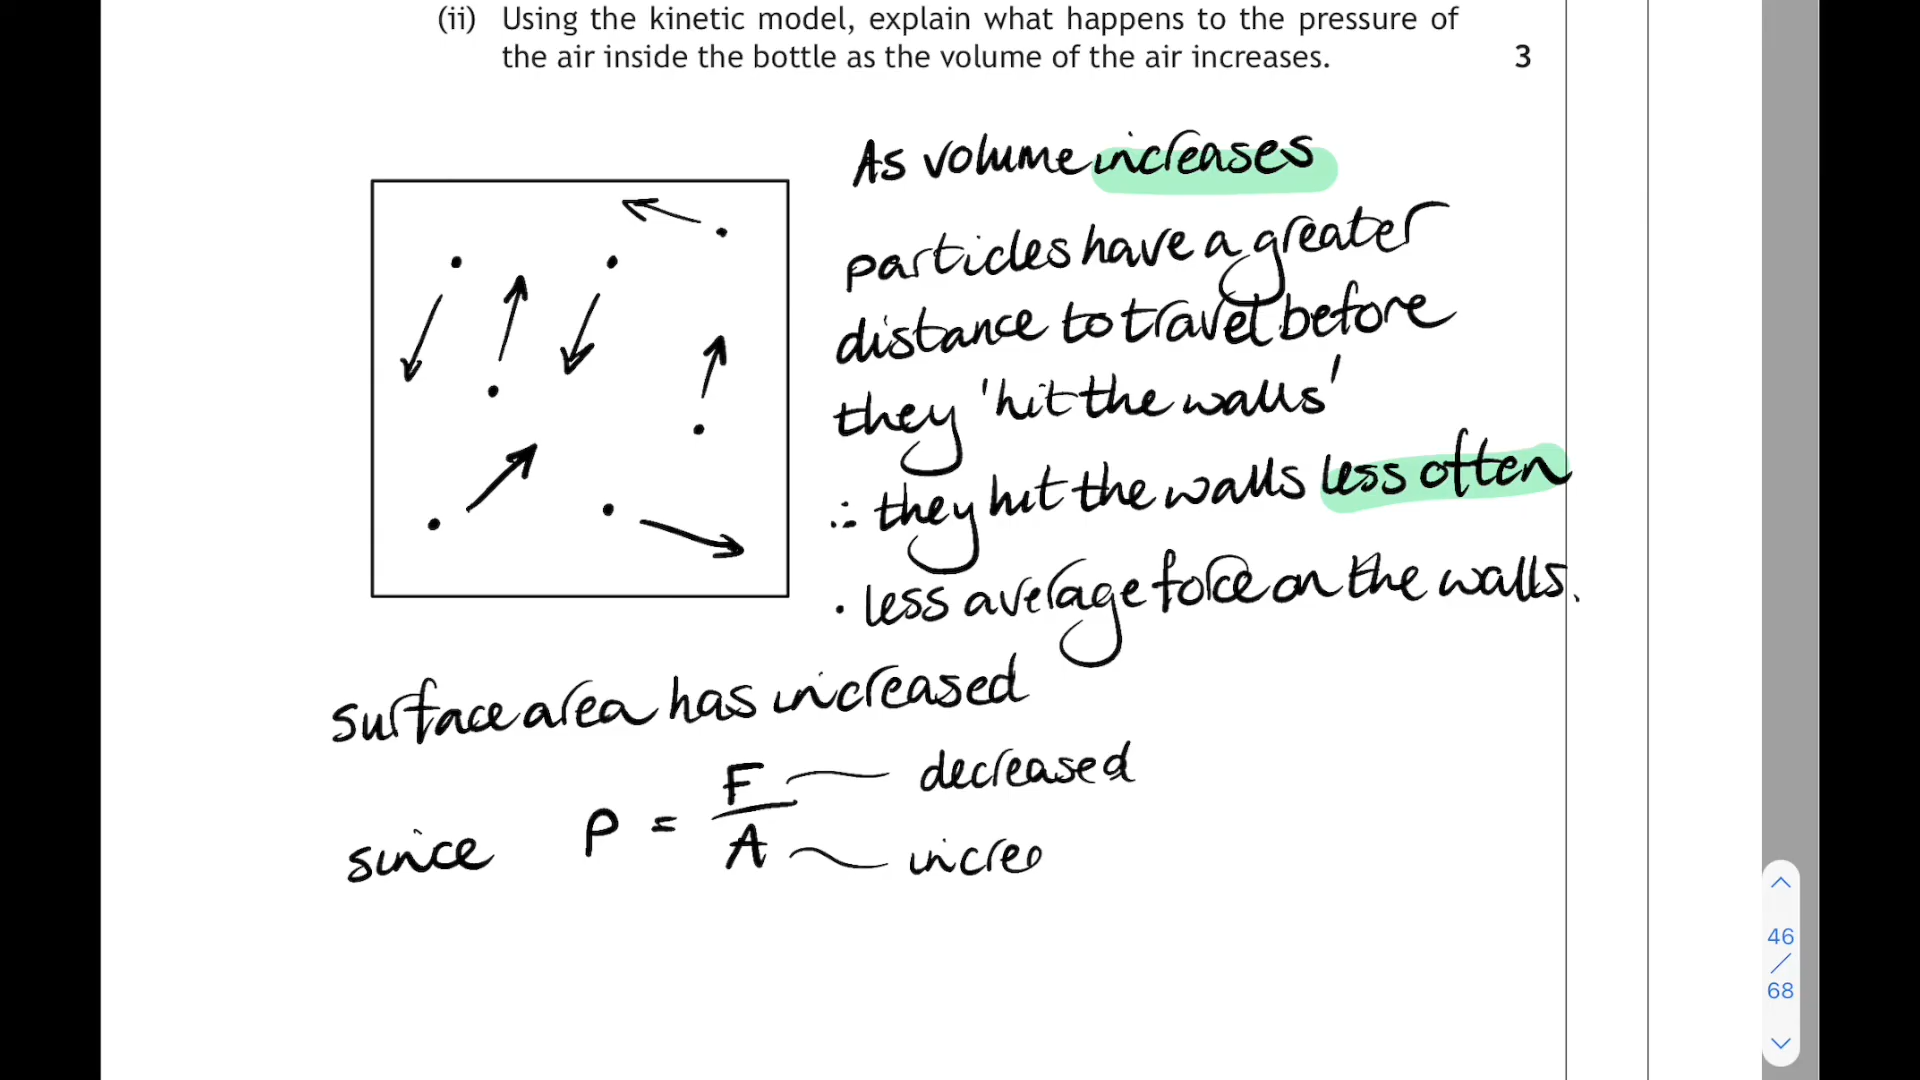 (ii) Using the kinetic model, explain what happens to the pressure of
the air inside the bottle as the volume of the air increases. 3
As volume increases
particles have a greater
distance to travel before
they 'hit the walls'
∴ they hit the walls less often
· less average force on the walls.
surface area has increased
since P = F/A
decreased
increa
46
/
68